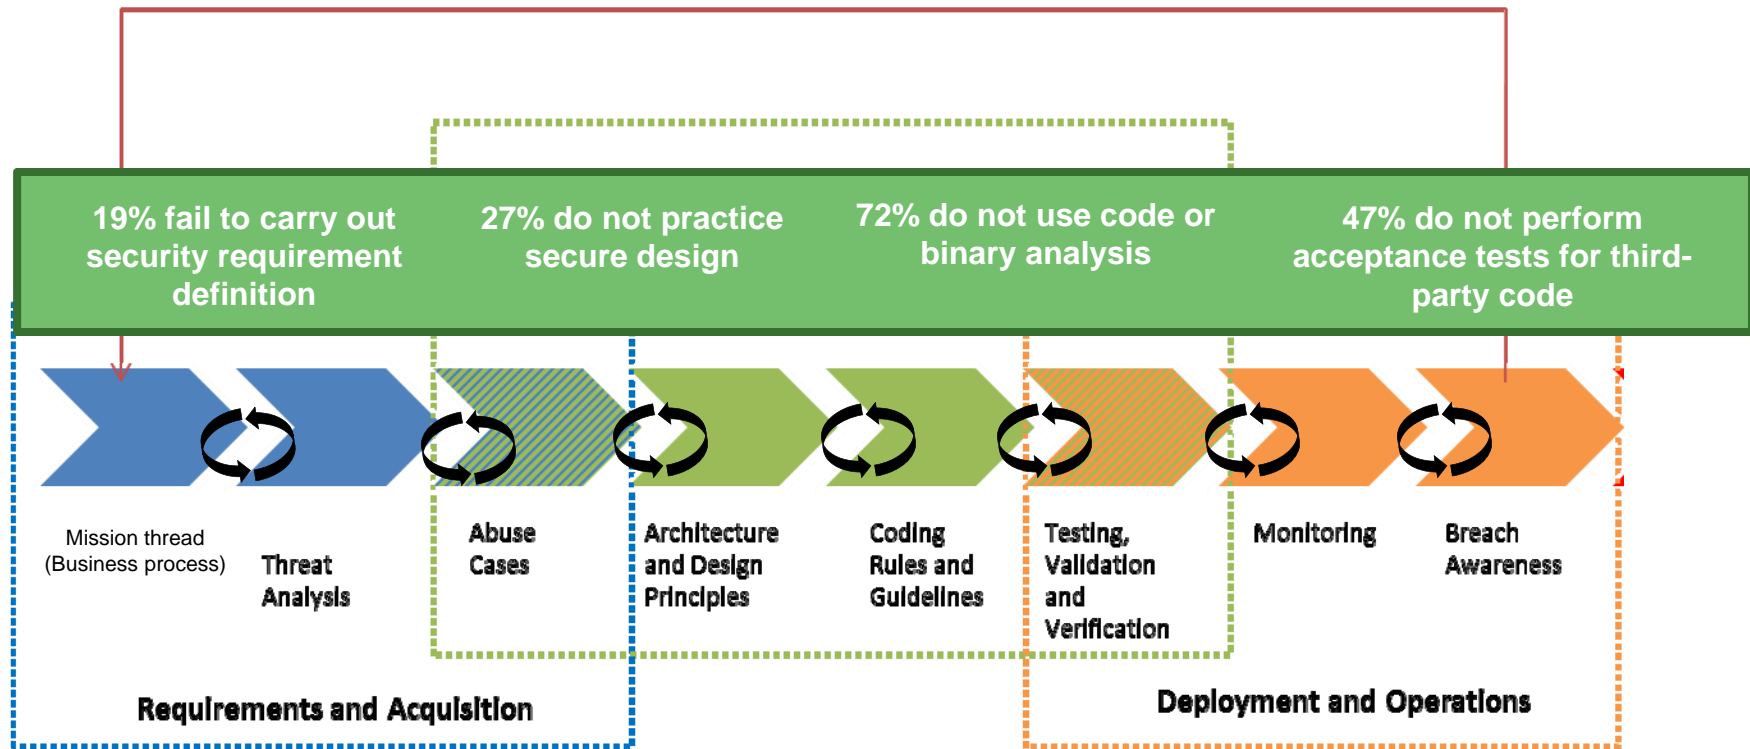 19% fail to carry out
security requirement
definition
27% do not practice
secure design
72% do not use code or
binary analysis
47% do not perform
acceptance tests for third-
party code
Mission thread
(Business process)
Threat
Analysis
Abuse
Cases
Architecture
and Design
Principles
Coding
Rules and
Guidelines
Testing,
Validation
and
Verification
Monitoring
Breach
Awareness
Requirements and Acquisition
Deployment and Operations